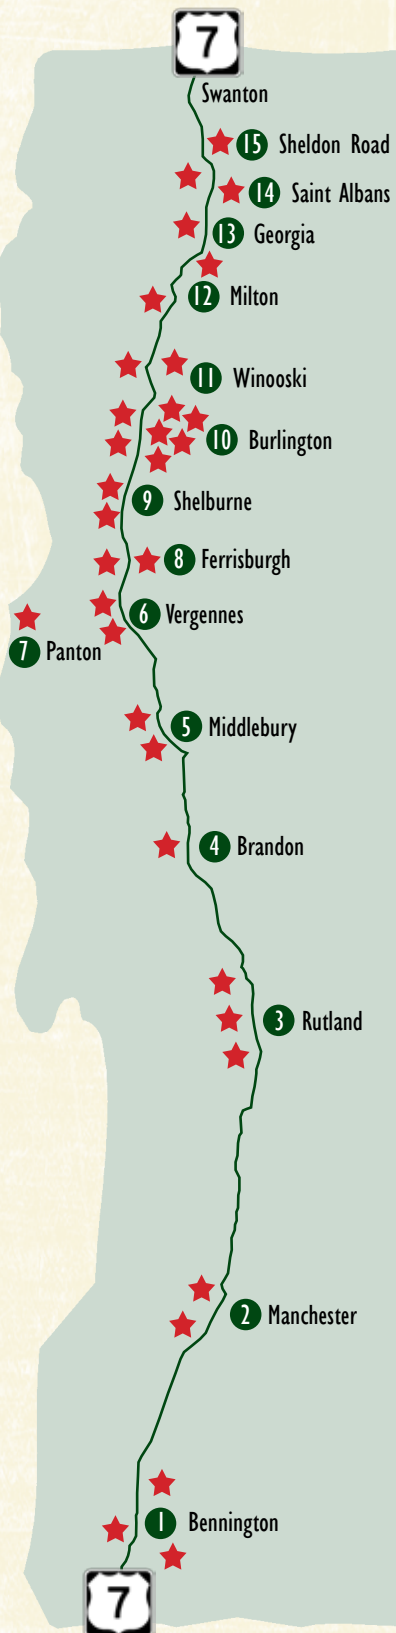 7
Swanton
15 Sheldon Road
14 Saint Albans
13 Georgia
12 Milton
11 Winooski
10 Burlington
9 Shelburne
8 Ferrisburgh
6 Vergennes
7 Panton
5 Middlebury
4 Brandon
3 Rutland
2 Manchester
1 Bennington
7